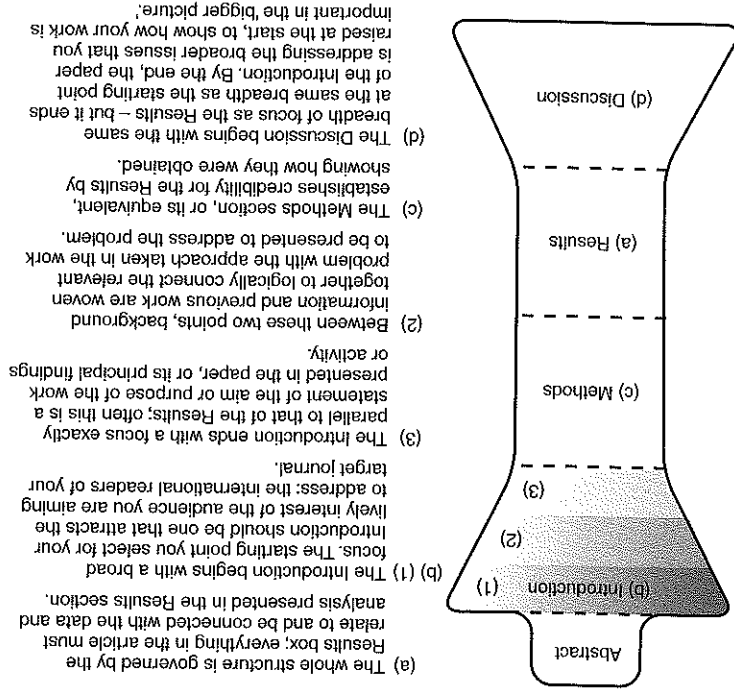 Abstract
(b) Introduction (1)
(2)
(3)
(c) Methods
(a) Results
(d) Discussion
(a) The whole structure is governed by the
Results box; everything in the article must
relate to and be connected with the data and
analysis presented in the Results section.
(b) (1) The Introduction begins with a broad
focus. The starting point you select for your
Introduction should be one that attracts the
lively interest of the audience you are aiming
to address: the international readers of your
target journal.
(3) The Introduction ends with a focus exactly
parallel to that of the Results; often this is a
statement of the aim or purpose of the work
presented in the paper, or its principal findings
or activity.
(2) Between these two points, background
information and previous work are woven
together to logically connect the relevant
problem with the approach taken in the work
to be presented to address the problem.
(c) The Methods section, or its equivalent,
establishes credibility for the Results by
showing how they were obtained.
(d) The Discussion begins with the same
breadth of focus as the Results – but it ends
at the same breadth as the starting point
of the Introduction. By the end, the paper
is addressing the broader issues that you
raised at the start, to show how your work is
important in the 'bigger picture'.